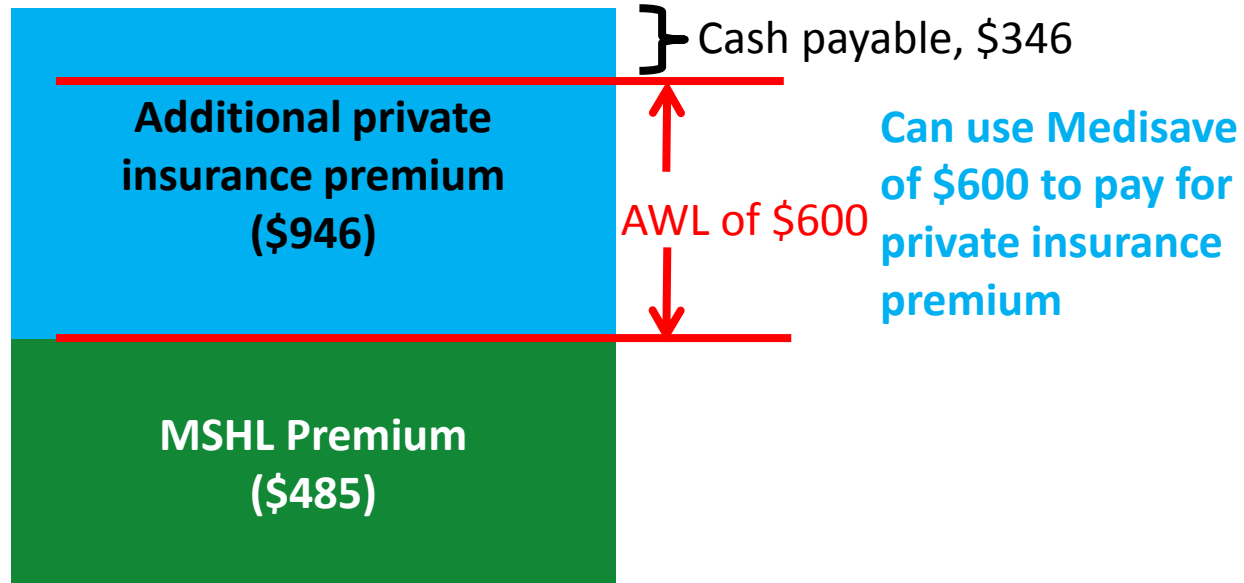 Cash payable, $346
Additional private
insurance premium
($946)
AWL of $600
Can use Medisave
of $600 to pay for
private insurance
premium
MSHL Premium
($485)